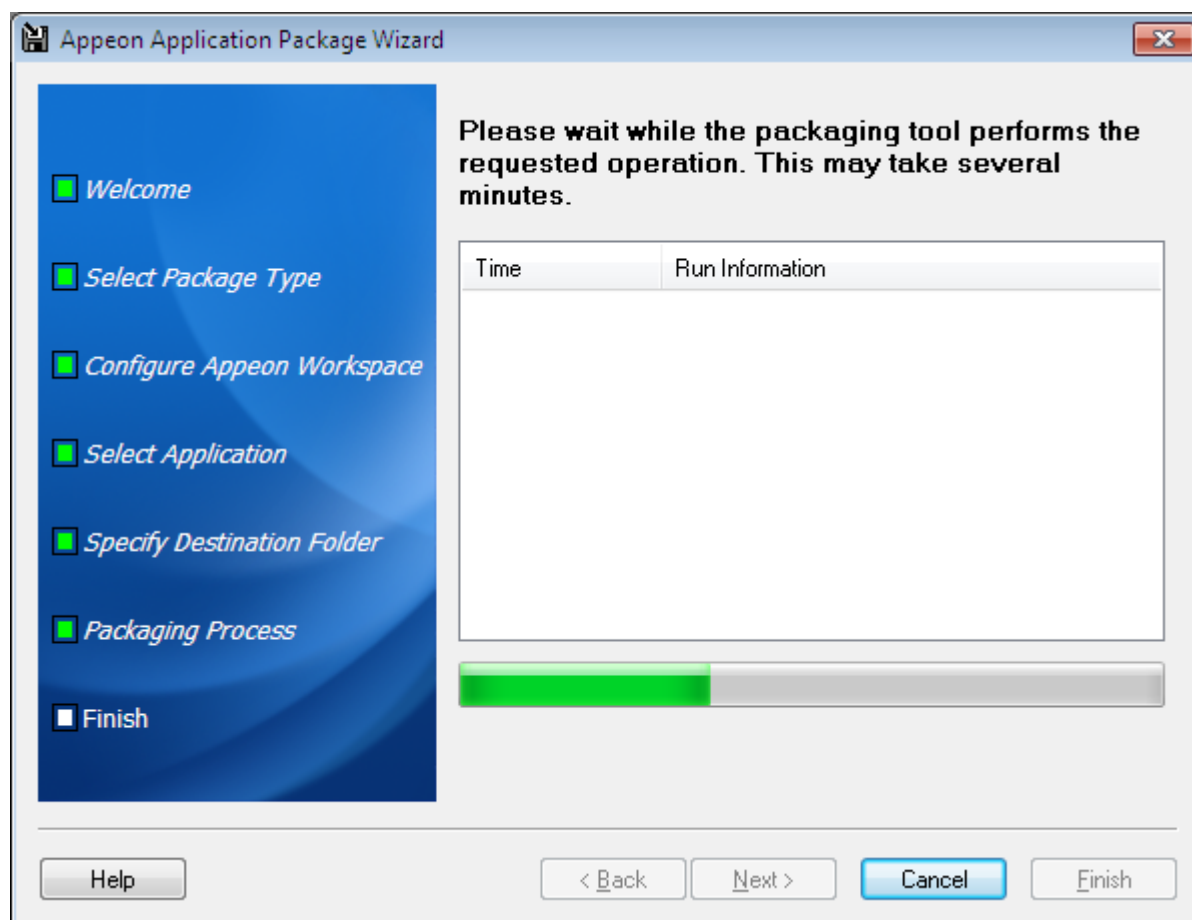 Appeon Application Package Wizard
Welcome
Select Package Type
Configure Appeon Workspace
Select Application
Specify Destination Folder
Packaging Process
Finish
Please wait while the packaging tool performs the
requested operation. This may take several
minutes.
Time Run Information
Help < Back Next > Cancel Finish